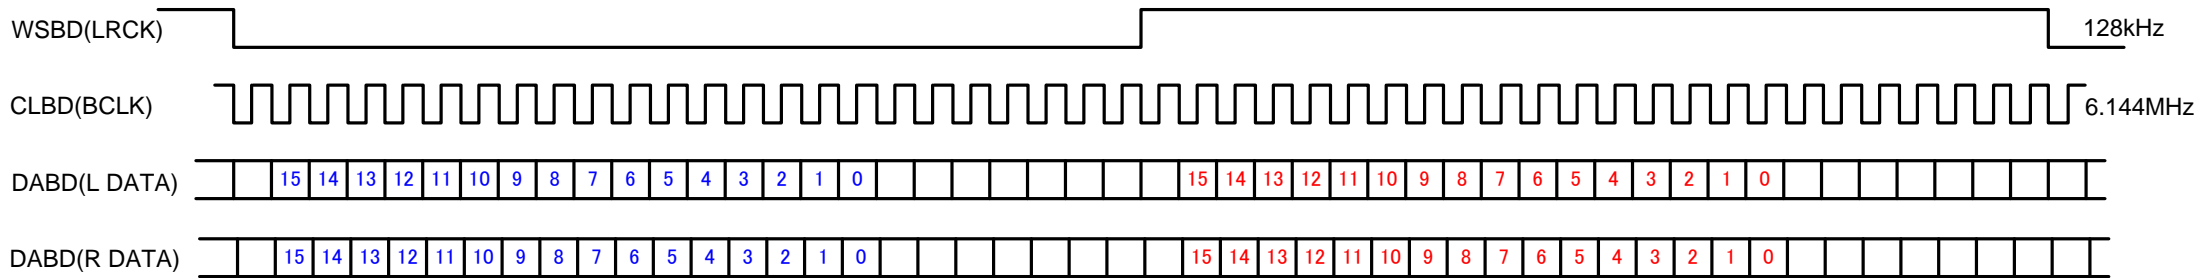 WSBD(LRCK) 128kHz
CLBD(BCLK) 6.144MHz
DABD(L DATA) 15 14 13 12 11 10 9 8 7 6 5 4 3 2 1 0 15 14 13 12 11 10 9 8 7 6 5 4 3 2 1 0
DABD(R DATA) 15 14 13 12 11 10 9 8 7 6 5 4 3 2 1 0 15 14 13 12 11 10 9 8 7 6 5 4 3 2 1 0